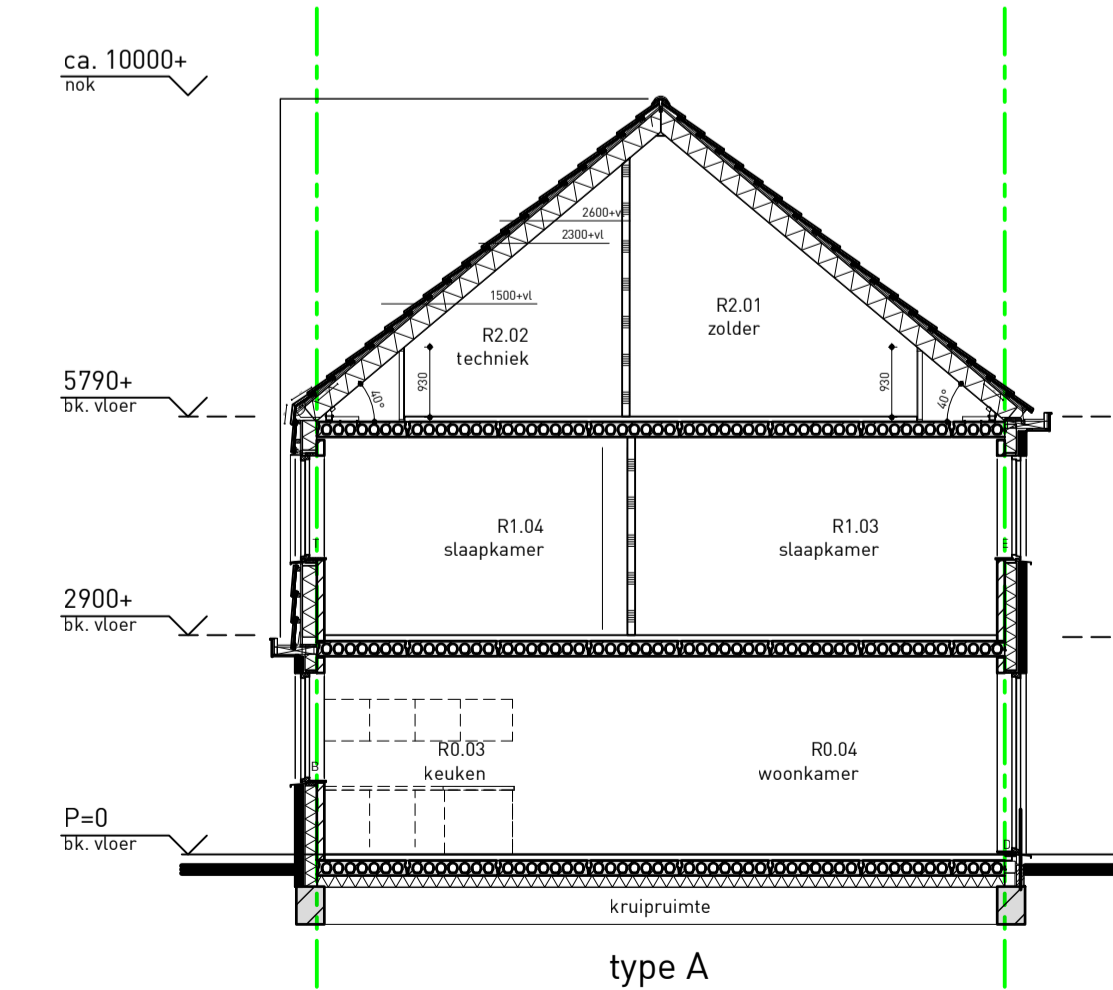 ca. 10000+
nok
2600+v
2300+vl
1500+vl
R2.01
zolder
R2.02
techniek
930
930
40°
40°
5790+
bk. vloer
R1.04
slaapkamer
R1.03
slaapkamer
T
E
2900+
bk. vloer
R0.03
keuken
R0.04
woonkamer
B
P=0
bk. vloer
D
kruipruimte
type A